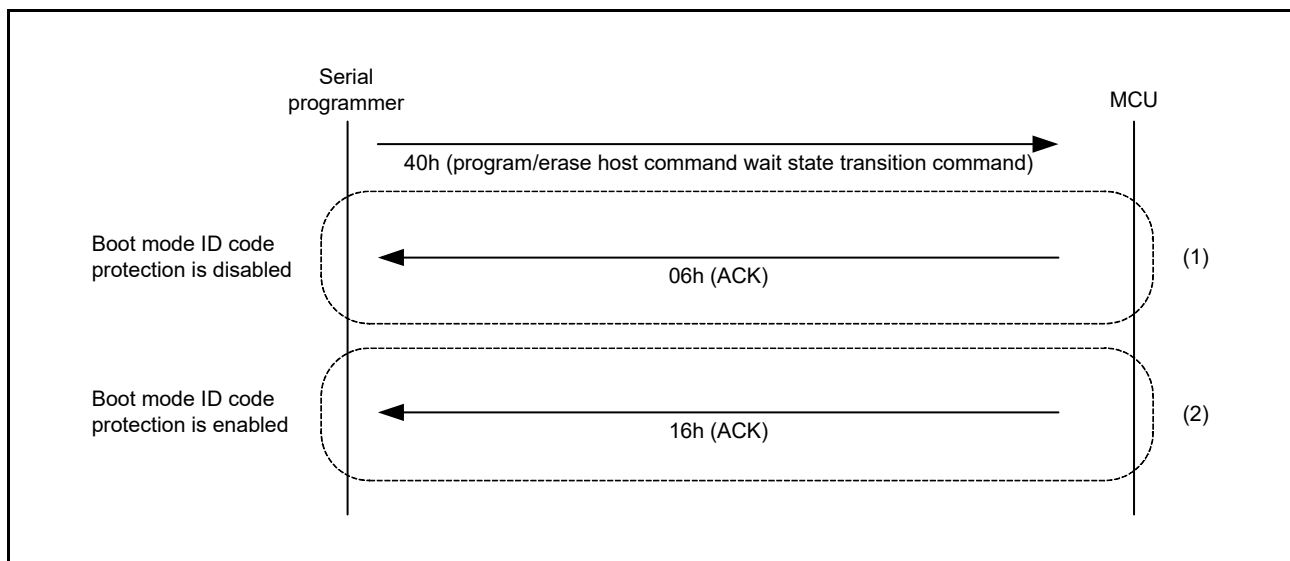 Serial
programmer
MCU
40h (program/erase host command wait state transition command)
Boot mode ID code
protection is disabled
06h (ACK)
(1)
Boot mode ID code
protection is enabled
16h (ACK)
(2)